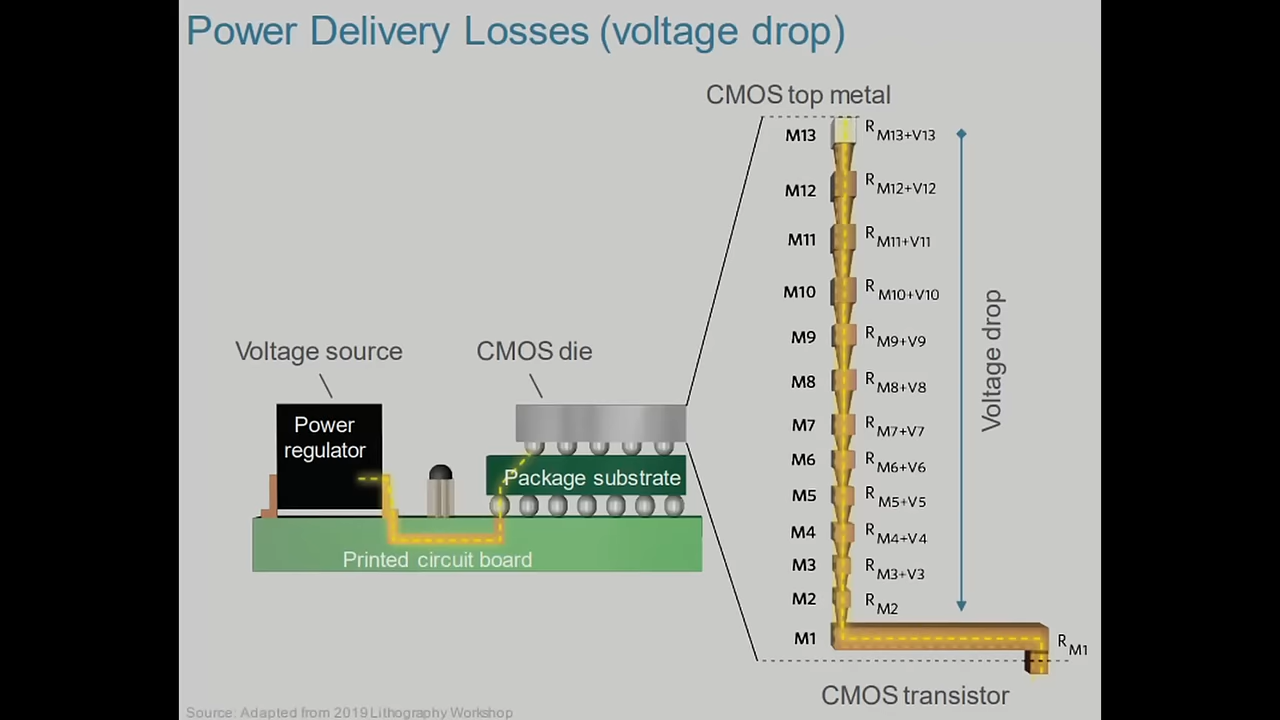 Power Delivery Losses (voltage drop)
CMOS top metal
M13 R M13+V13
M12 R M12+V12
M11 R M11+V11
M10 R M10+V10
M9 R M9+V9
M8 R M8+V8
M7 R M7+V7
M6 R M6+V6
M5 R M5+V5
M4 R M4+V4
M3 R M3+V3
M2 R M2
M1 R M1
Voltage drop
CMOS transistor
Voltage source
CMOS die
Power
regulator
Package substrate
Printed circuit board
Source: Adapted from 2019 Lithography Workshop